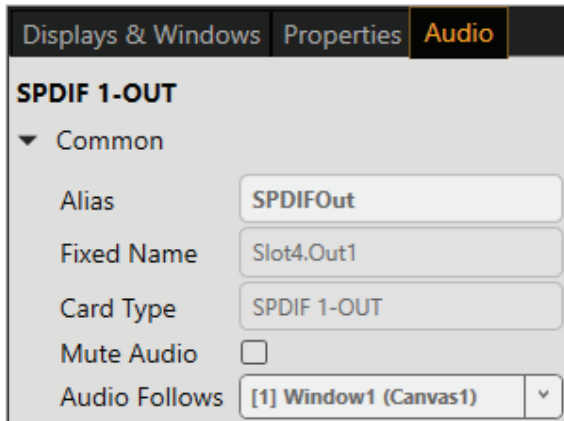 Displays & Windows Properties Audio
SPDIF 1-OUT
Common
Alias SPDIFOut
Fixed Name Slot4.Out1
Card Type SPDIF 1-OUT
Mute Audio
Audio Follows [1] Window1 (Canvas1)